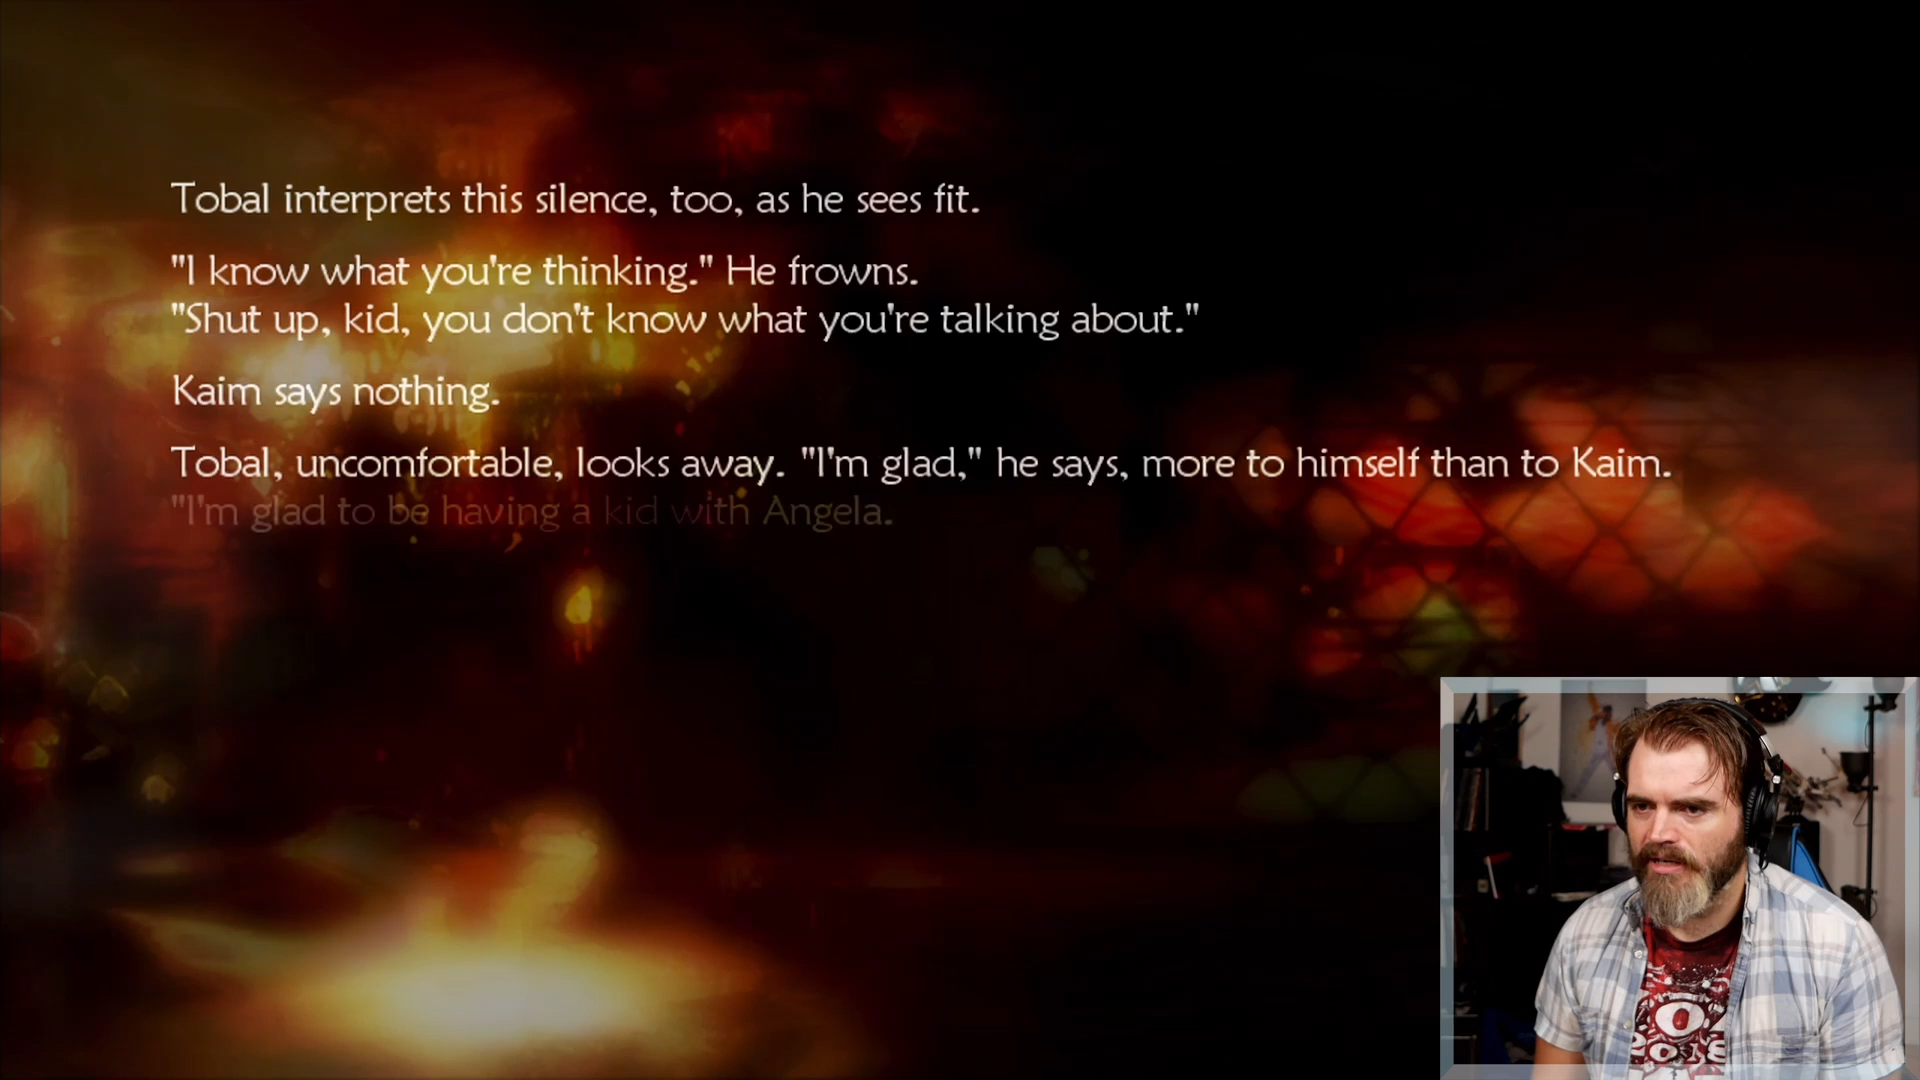 Tobal interprets this silence, too, as he sees fit.
"I know what you're thinking." He frowns.
"Shut up, kid, you don't know what you're talking about."
Kaim says nothing.
Tobal, uncomfortable, looks away. "I'm glad," he says, more to himself than to Kaim.
"I'm glad to be having a kid with Angela.